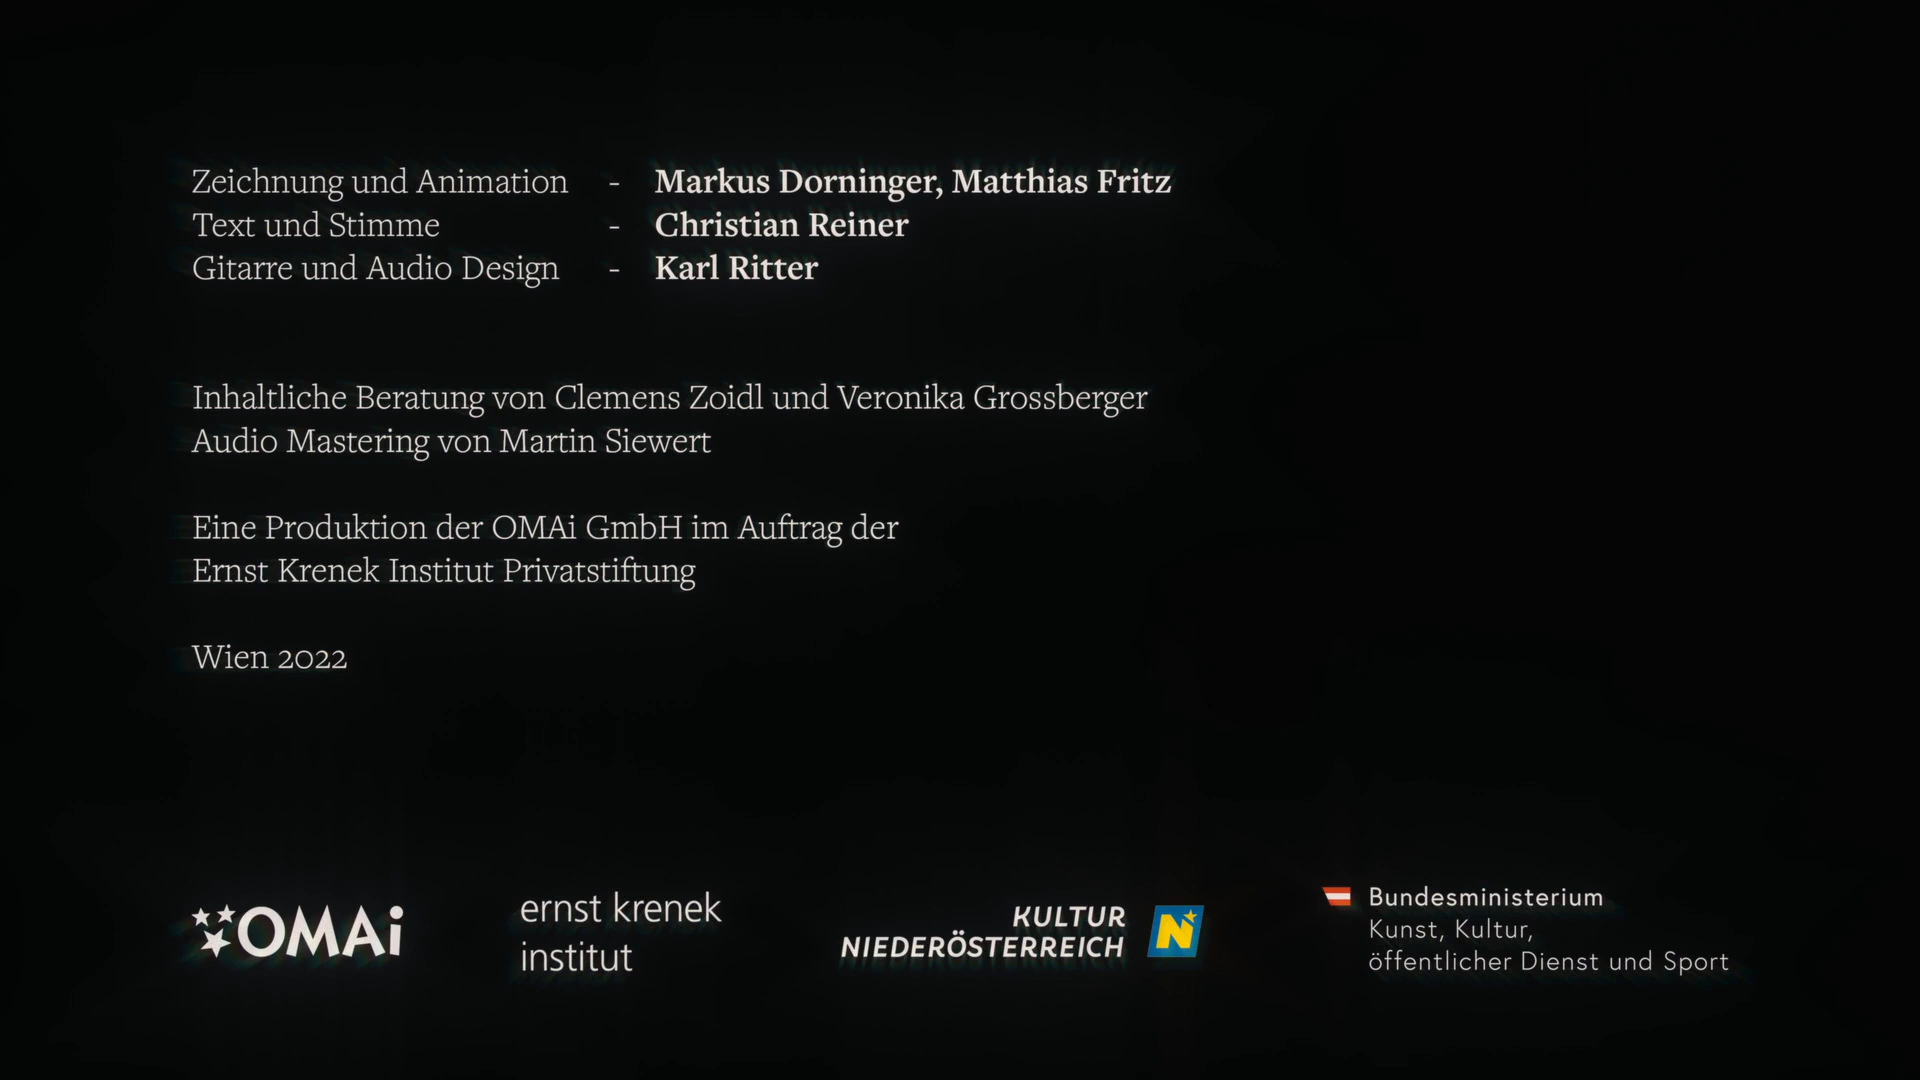 Zeichnung und Animation - Markus Dorninger, Matthias Fritz
Text und Stimme - Christian Reiner
Gitarre und Audio Design - Karl Ritter
Inhaltliche Beratung von Clemens Zoidl und Veronika Grossberger
Audio Mastering von Martin Siewert
Eine Produktion der OMAi GmbH im Auftrag der
Ernst Krenek Institut Privatstiftung
Wien 2022
OMAi
ernst krenek
institut
KULTUR
NIEDERÖSTERREICH
N
Bundesministerium
Kunst, Kultur,
öffentlicher Dienst und Sport